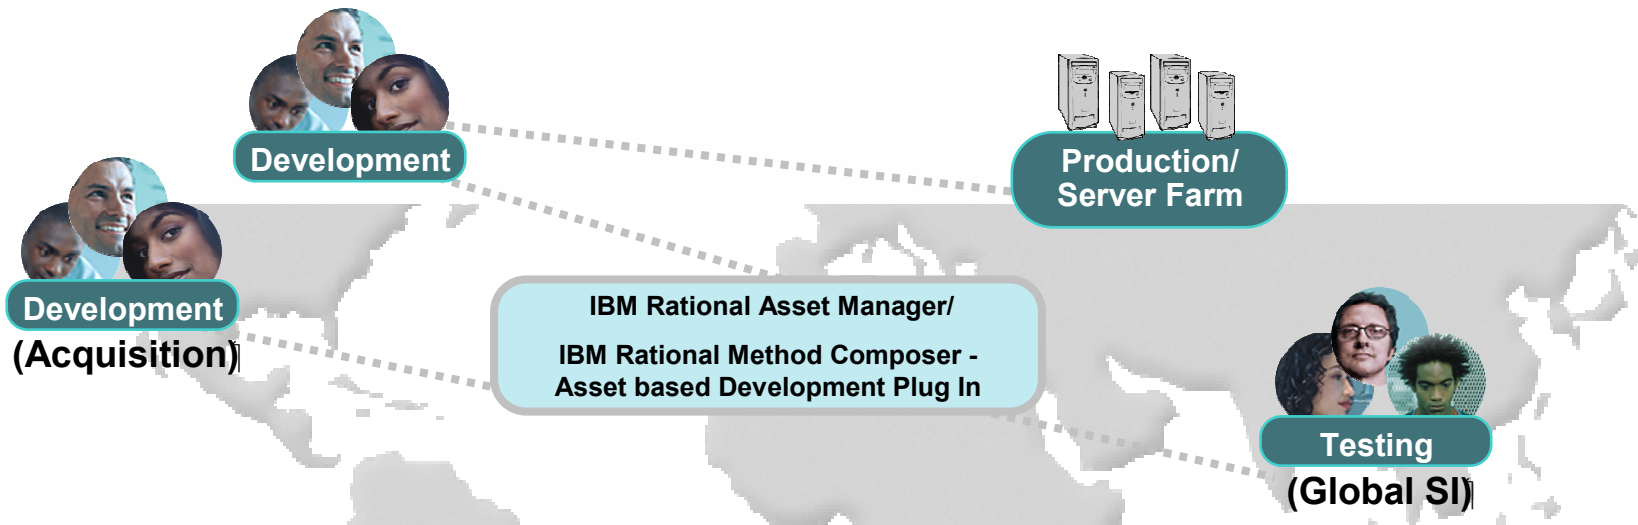 Development
Production/
Server Farm
Development
(Acquisition)
IBM Rational Asset Manager/
IBM Rational Method Composer -
Asset based Development Plug In
Testing
(Global SI)